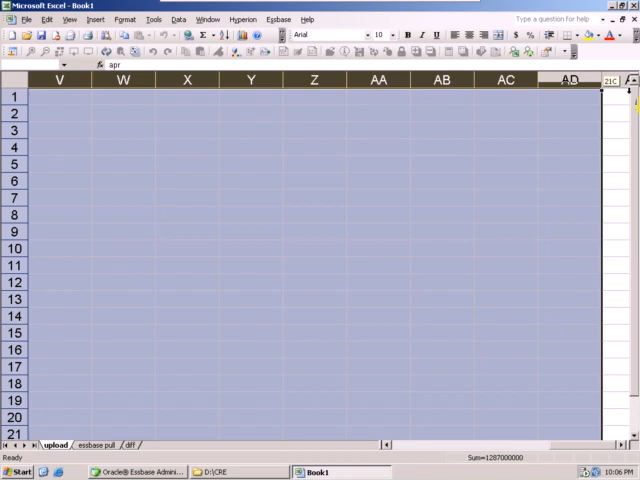 Microsoft Excel - Book1
File Edit View Insert Format Tools Data Window Hyperion Essbase Help Type a question for help
Arial 10 B I U $ %
fx apr
V W X Y Z AA AB AC AD 21C
1
2
3
4
5
6
7
8
9
10
11
12
13
14
15
16
17
18
19
20
21
upload essbase pull diff
Ready Sum=1287000000
Start Oracle® Essbase Admini... D:\CRE Book1 10:06 PM